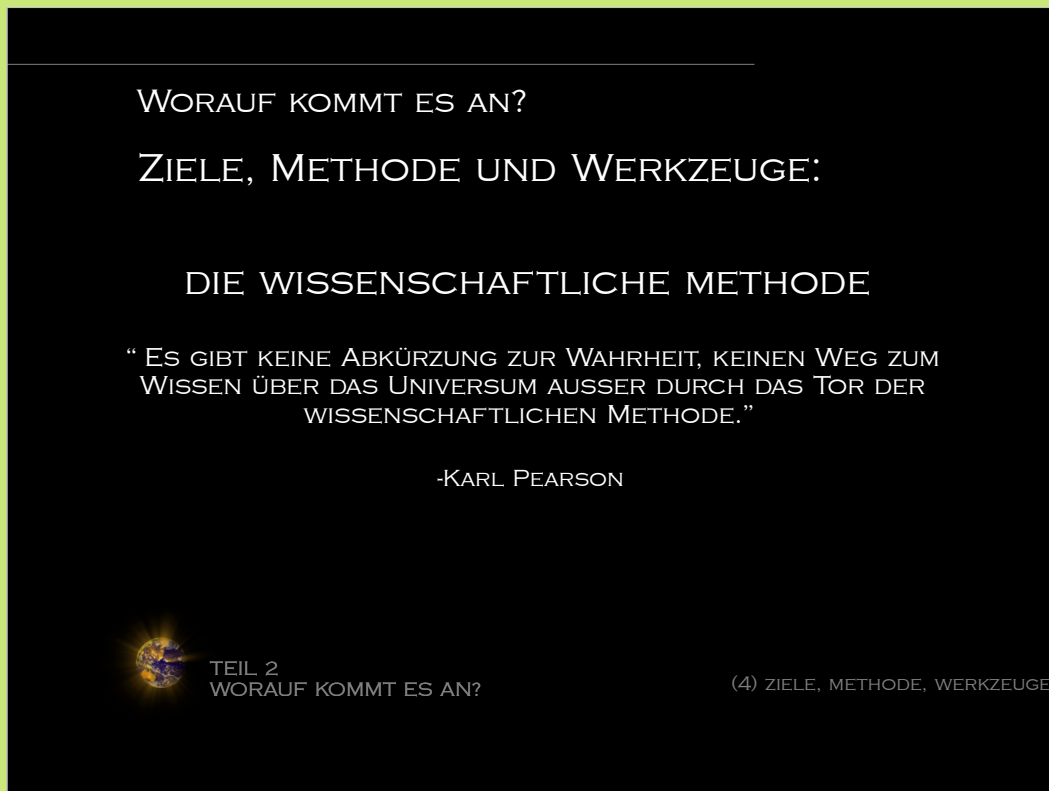 Worauf kommt es an?
Ziele, Methode und Werkzeuge:
die wissenschaftliche methode
“ Es gibt keine Abkürzung zur Wahrheit, keinen Weg zum
Wissen über das Universum ausser durch das Tor der
wissenschaftlichen Methode.”
-Karl Pearson
teil 2
worauf kommt es an?
(4) ziele, methode, werkzeuge